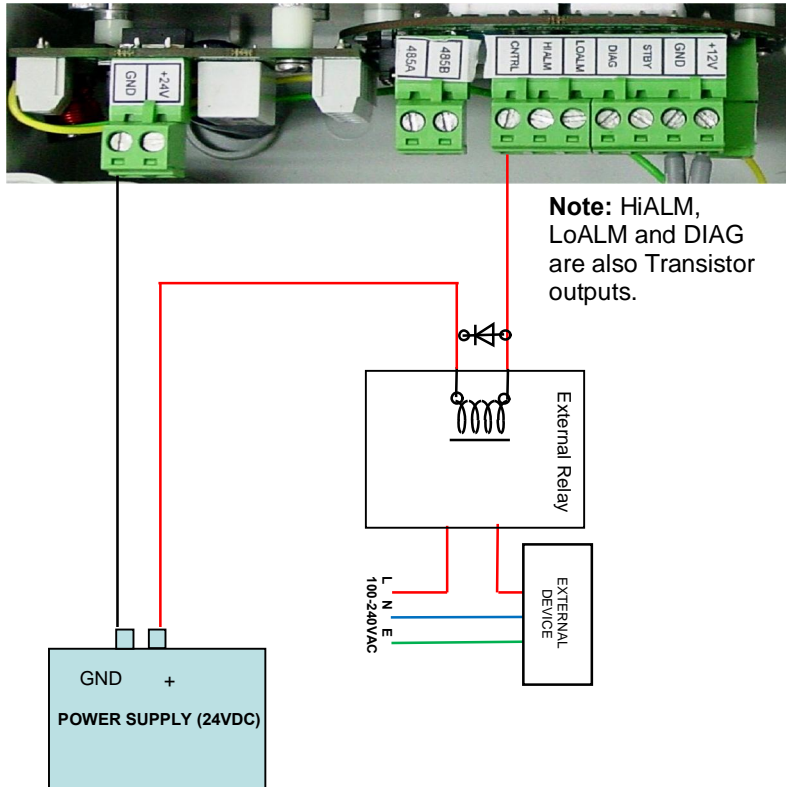 GND
+24V
485A
485B
CNTRL
HiALM
LOALM
DIAG
STBY
GND
+12V
Note: HiALM,
LoALM and DIAG
are also Transistor
outputs.
External Relay
L N E
100-240VAC
EXTERNAL
DEVICE
GND +
POWER SUPPLY (24VDC)